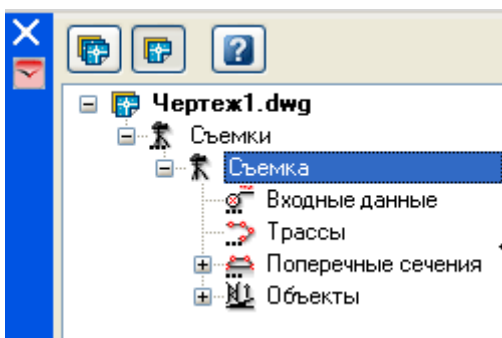 Чертеж1.dwg
Съемки
Съемка
Входные данные
Трассы
Поперечные сечения
Объекты